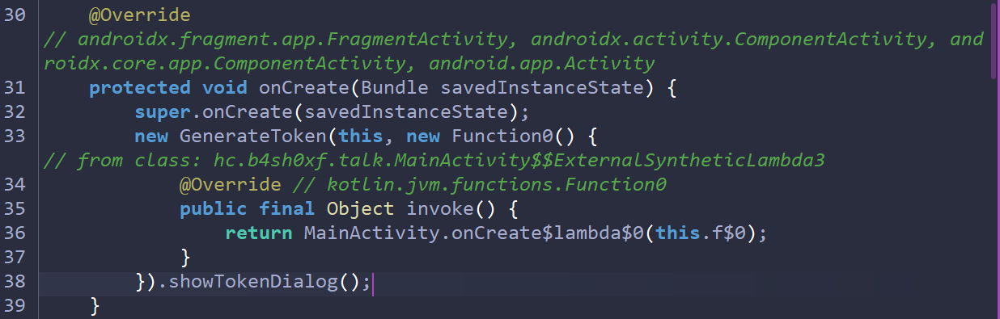 30     @Override
// androidx.fragment.app.FragmentActivity, androidx.activity.ComponentActivity, and
roidx.core.app.ComponentActivity, android.app.Activity
31     protected void onCreate(Bundle savedInstanceState) {
32         super.onCreate(savedInstanceState);
33         new GenerateToken(this, new Function0() {
// from class: hc.b4sh0xf.talk.MainActivity$$ExternalSyntheticLambda3
34             @Override // kotlin.jvm.functions.Function0
35             public final Object invoke() {
36                 return MainActivity.onCreate$lambda$0(this.f$0);
37             }
38         }).showTokenDialog();
39     }